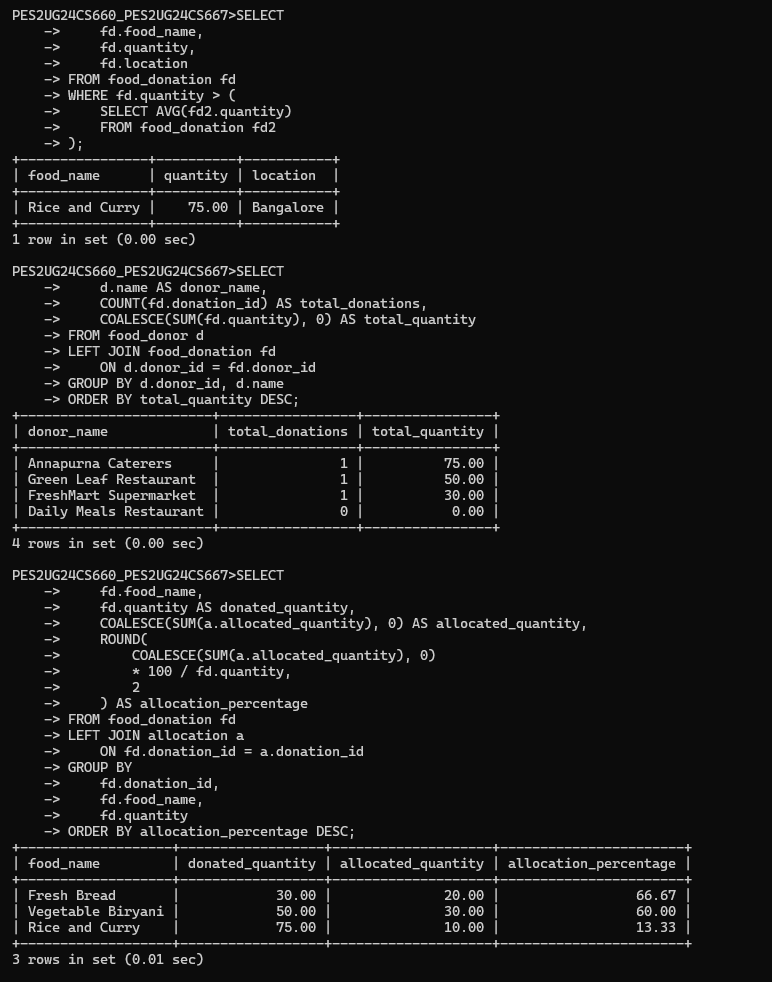 PES2UG24CS660_PES2UG24CS667>SELECT
    ->     fd.food_name,
    ->     fd.quantity,
    ->     fd.location
    -> FROM food_donation fd
    -> WHERE fd.quantity > (
    ->     SELECT AVG(fd2.quantity)
    ->     FROM food_donation fd2
    -> );
+----------------+----------+-----------+
| food_name      | quantity | location  |
+----------------+----------+-----------+
| Rice and Curry |    75.00 | Bangalore |
+----------------+----------+-----------+
1 row in set (0.00 sec)

PES2UG24CS660_PES2UG24CS667>SELECT
    ->     d.name AS donor_name,
    ->     COUNT(fd.donation_id) AS total_donations,
    ->     COALESCE(SUM(fd.quantity), 0) AS total_quantity
    -> FROM food_donor d
    -> LEFT JOIN food_donation fd
    ->     ON d.donor_id = fd.donor_id
    -> GROUP BY d.donor_id, d.name
    -> ORDER BY total_quantity DESC;
+------------------------+-----------------+----------------+
| donor_name             | total_donations | total_quantity |
+------------------------+-----------------+----------------+
| Annapurna Caterers     |               1 |          75.00 |
| Green Leaf Restaurant  |               1 |          50.00 |
| FreshMart Supermarket  |               1 |          30.00 |
| Daily Meals Restaurant |               0 |           0.00 |
+------------------------+-----------------+----------------+
4 rows in set (0.00 sec)

PES2UG24CS660_PES2UG24CS667>SELECT
    ->     fd.food_name,
    ->     fd.quantity AS donated_quantity,
    ->     COALESCE(SUM(a.allocated_quantity), 0) AS allocated_quantity,
    ->     ROUND(
    ->         COALESCE(SUM(a.allocated_quantity), 0)
    ->         * 100 / fd.quantity,
    ->         2
    ->     ) AS allocation_percentage
    -> FROM food_donation fd
    -> LEFT JOIN allocation a
    ->     ON fd.donation_id = a.donation_id
    -> GROUP BY
    ->     fd.donation_id,
    ->     fd.food_name,
    ->     fd.quantity
    -> ORDER BY allocation_percentage DESC;
+-------------------+------------------+--------------------+-----------------------+
| food_name         | donated_quantity | allocated_quantity | allocation_percentage |
+-------------------+------------------+--------------------+-----------------------+
| Fresh Bread       |            30.00 |              20.00 |                 66.67 |
| Vegetable Biryani |            50.00 |              30.00 |                 60.00 |
| Rice and Curry    |            75.00 |              10.00 |                 13.33 |
+-------------------+------------------+--------------------+-----------------------+
3 rows in set (0.01 sec)